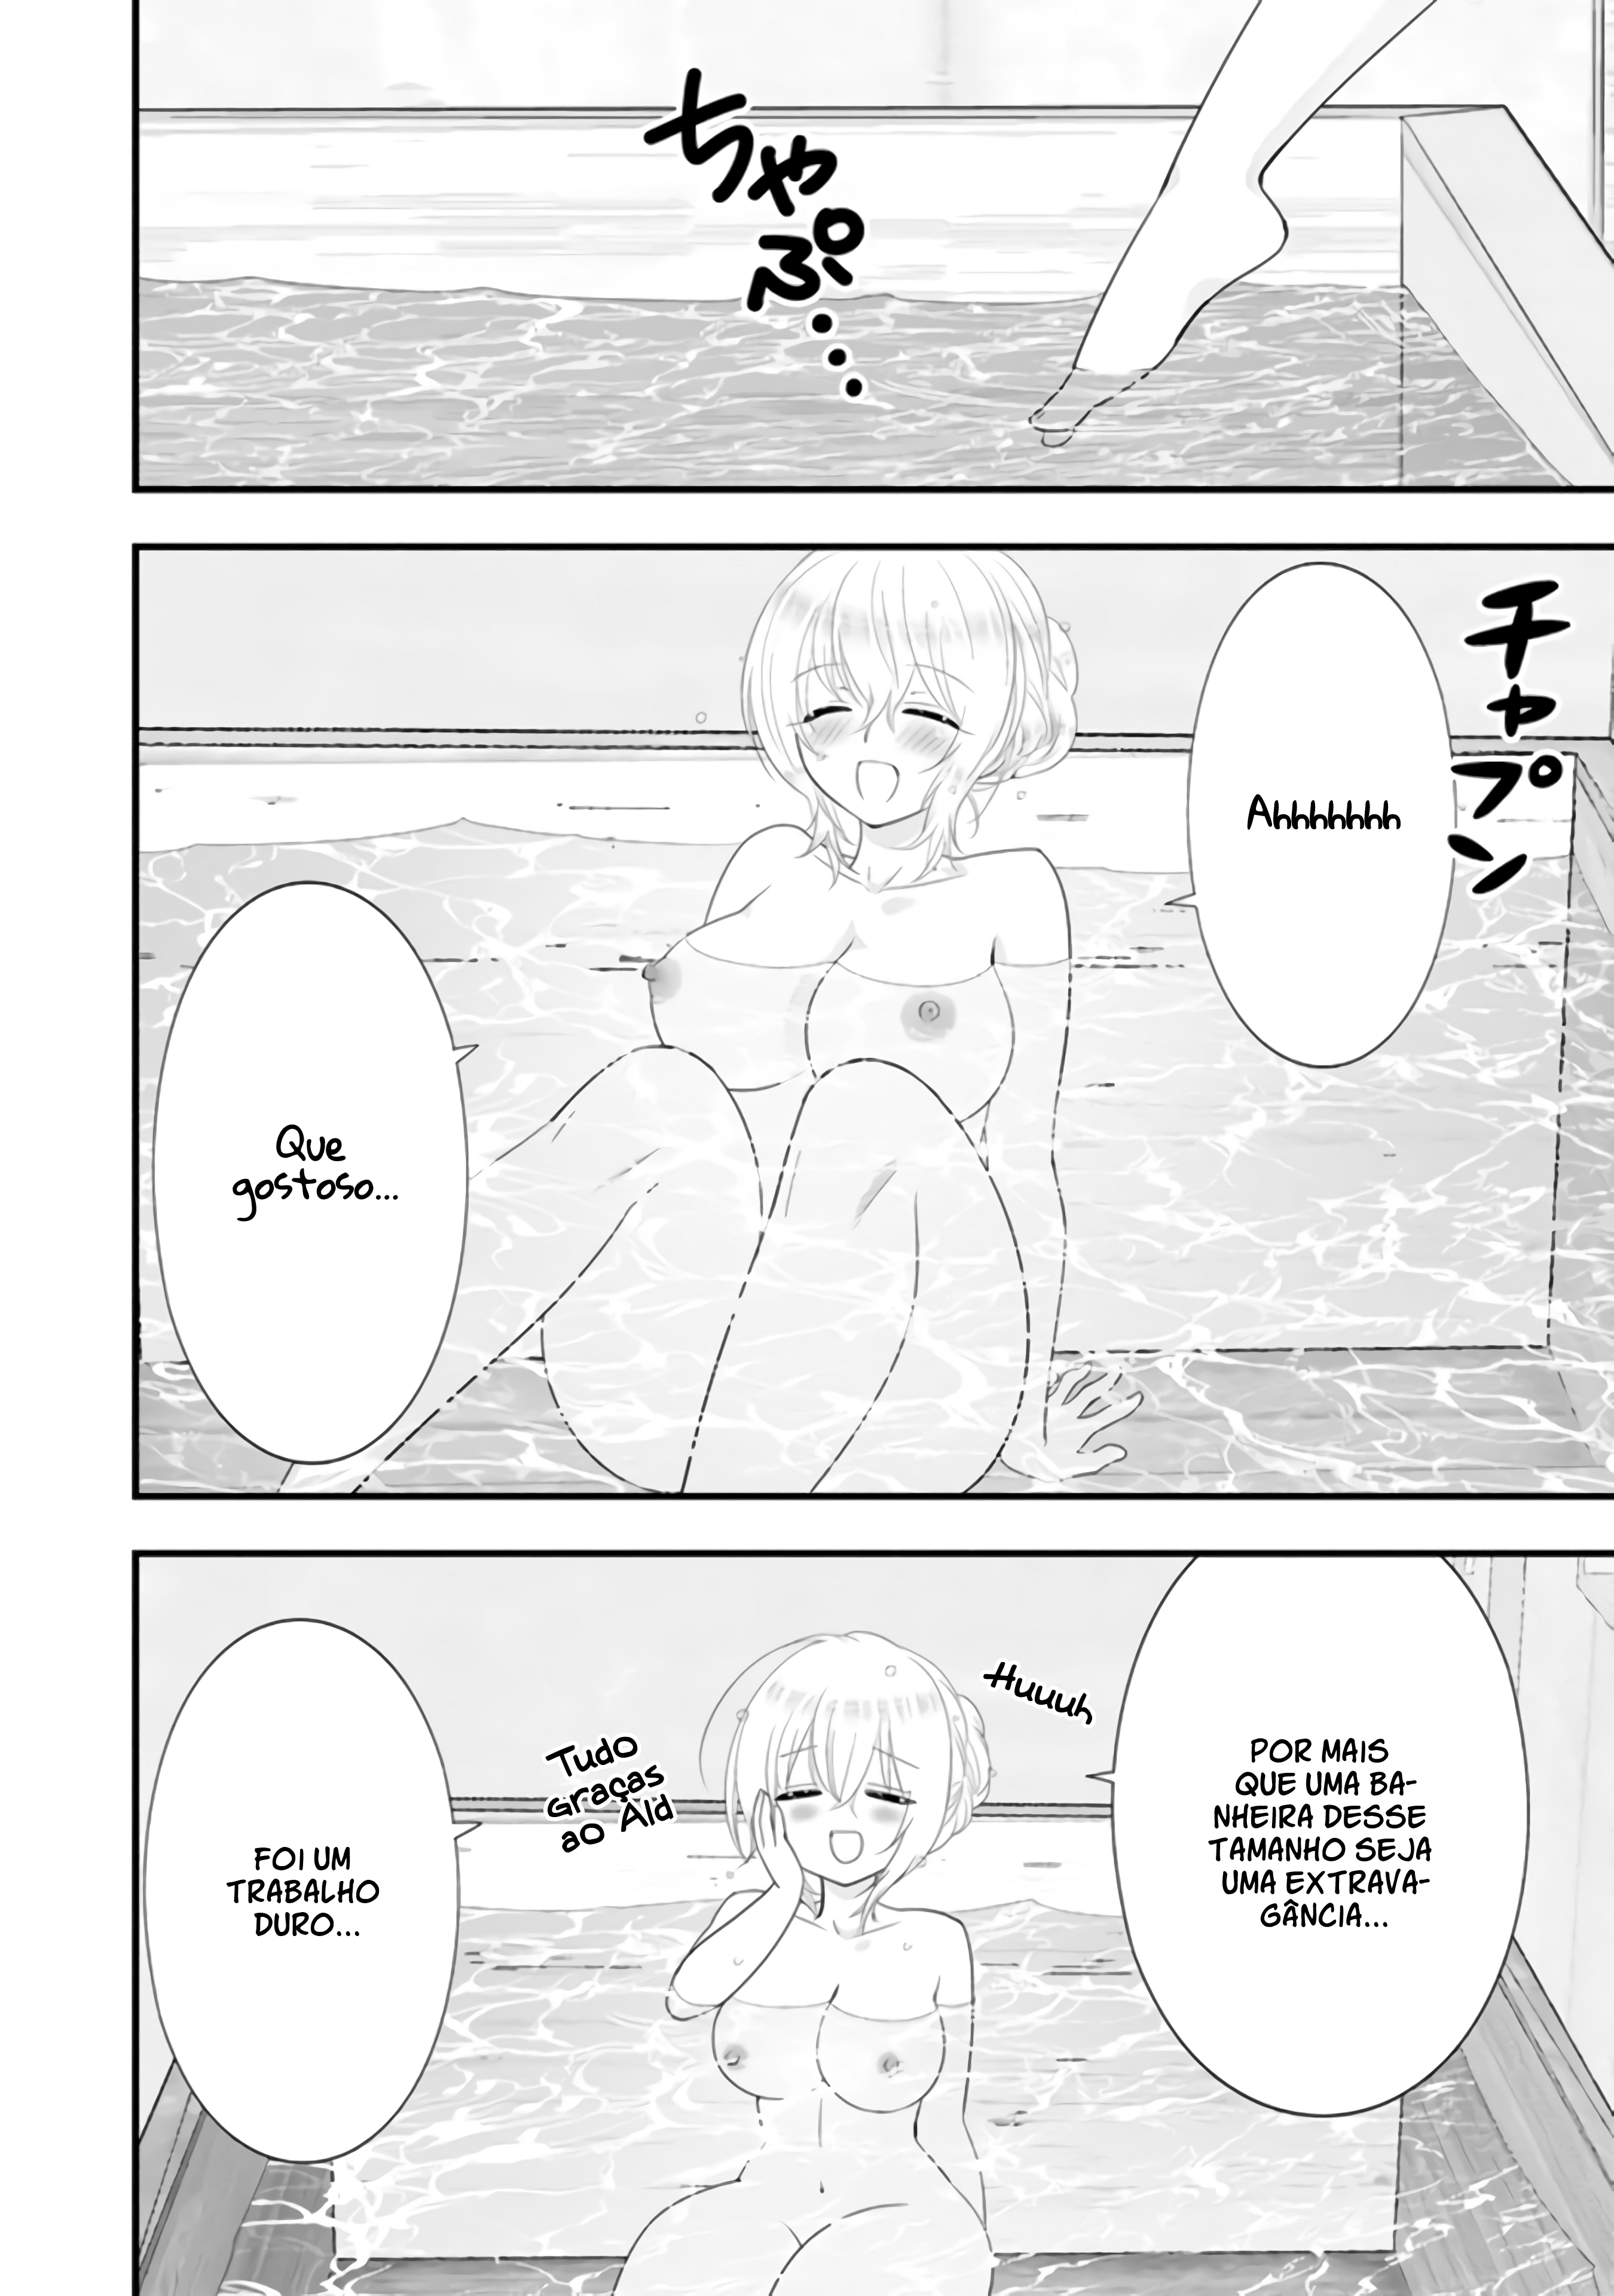 ちゃぷ...
チャプン
Ahhhhhhh
Que
gostoso...
POR MAIS
QUE UMA BA-
NHEIRA DESSE
TAMANHO SEJA
UMA EXTRAVA-
GÂNCIA...
Huuuh
Tudo
Graças
ao Ald
FOI UM
TRABALHO
DURO...